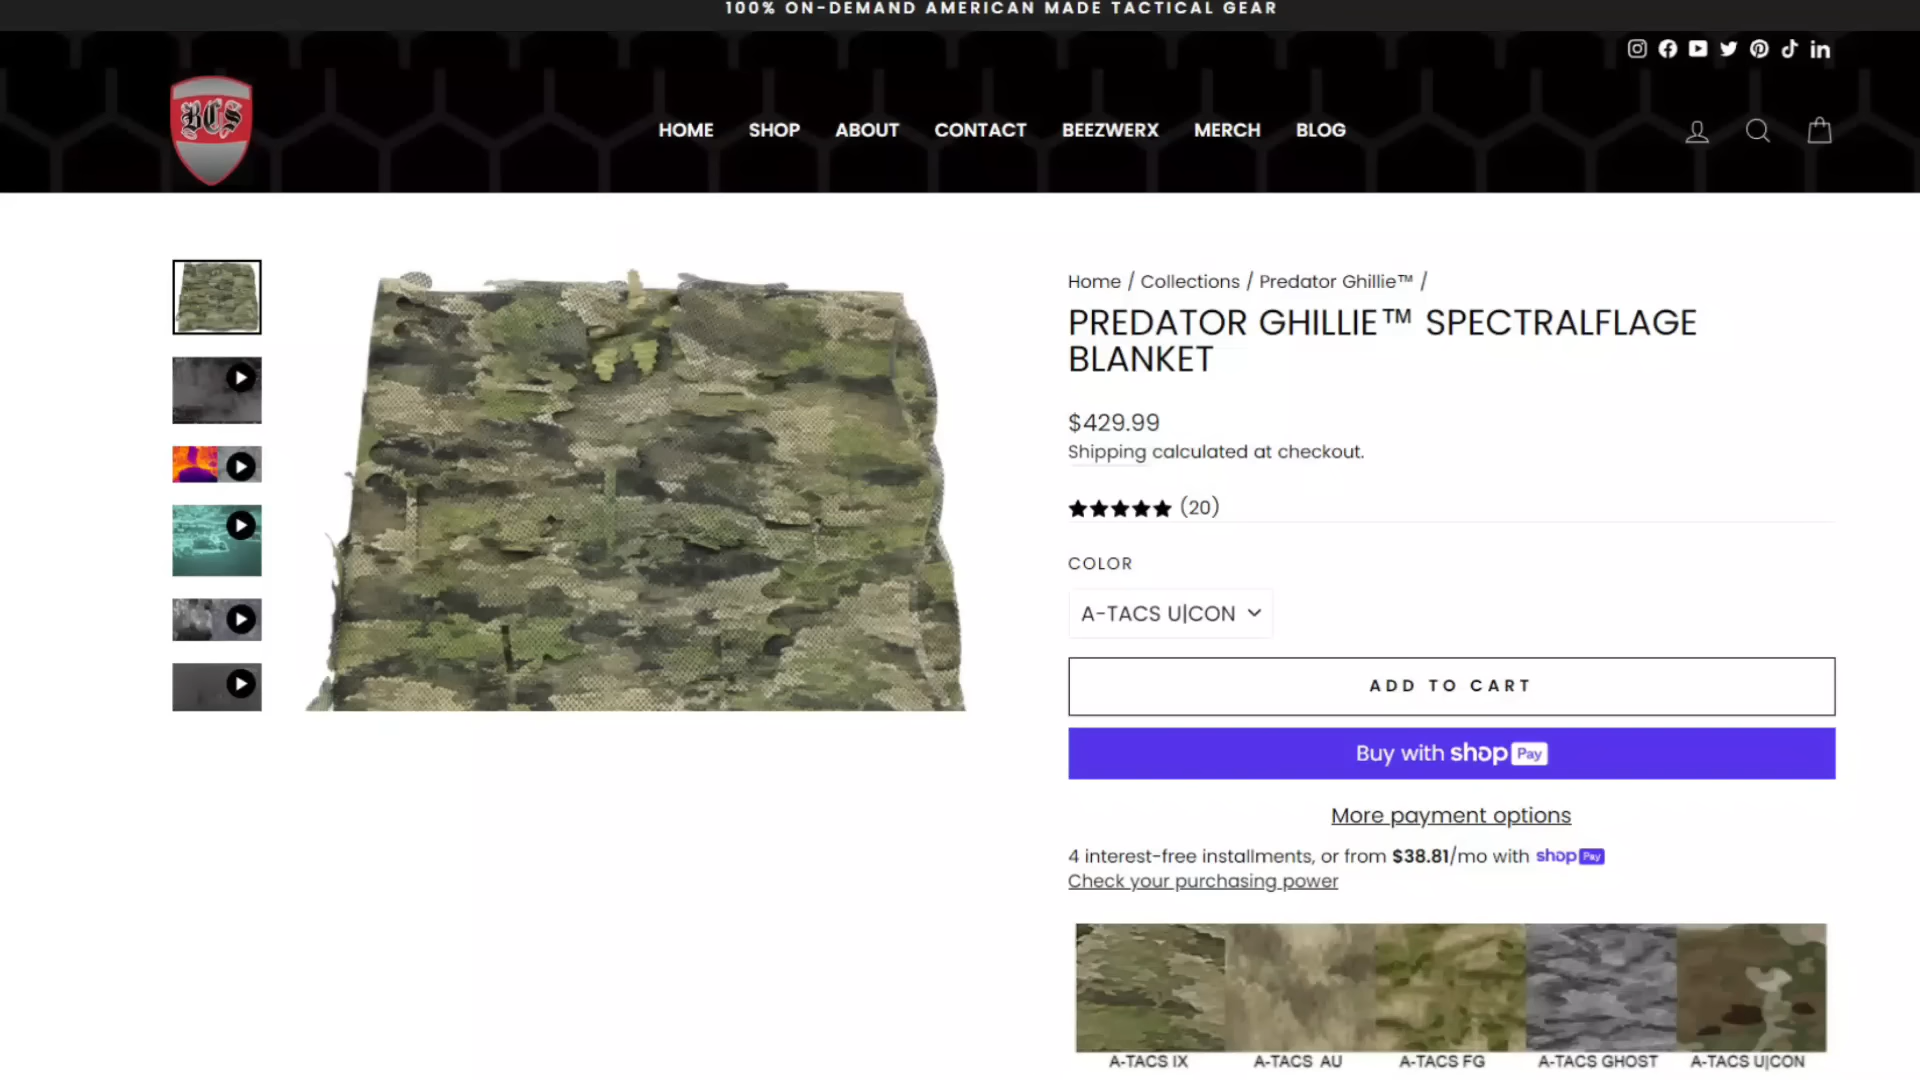 100% ON-DEMAND AMERICAN MADE TACTICAL GEAR
BCS
HOME SHOP ABOUT CONTACT BEEZWERX MERCH BLOG
Home / Collections / Predator Ghillie™ /
PREDATOR GHILLIE™ SPECTRALFLAGE
BLANKET
$429.99
Shipping calculated at checkout.
(20)
COLOR
A-TACS U|CON
ADD TO CART
Buy with shop Pay
More payment options
4 interest-free installments, or from $38.81/mo with shop Pay
Check your purchasing power
A-TACS IX A-TACS AU A-TACS FG A-TACS GHOST A-TACS U|CON